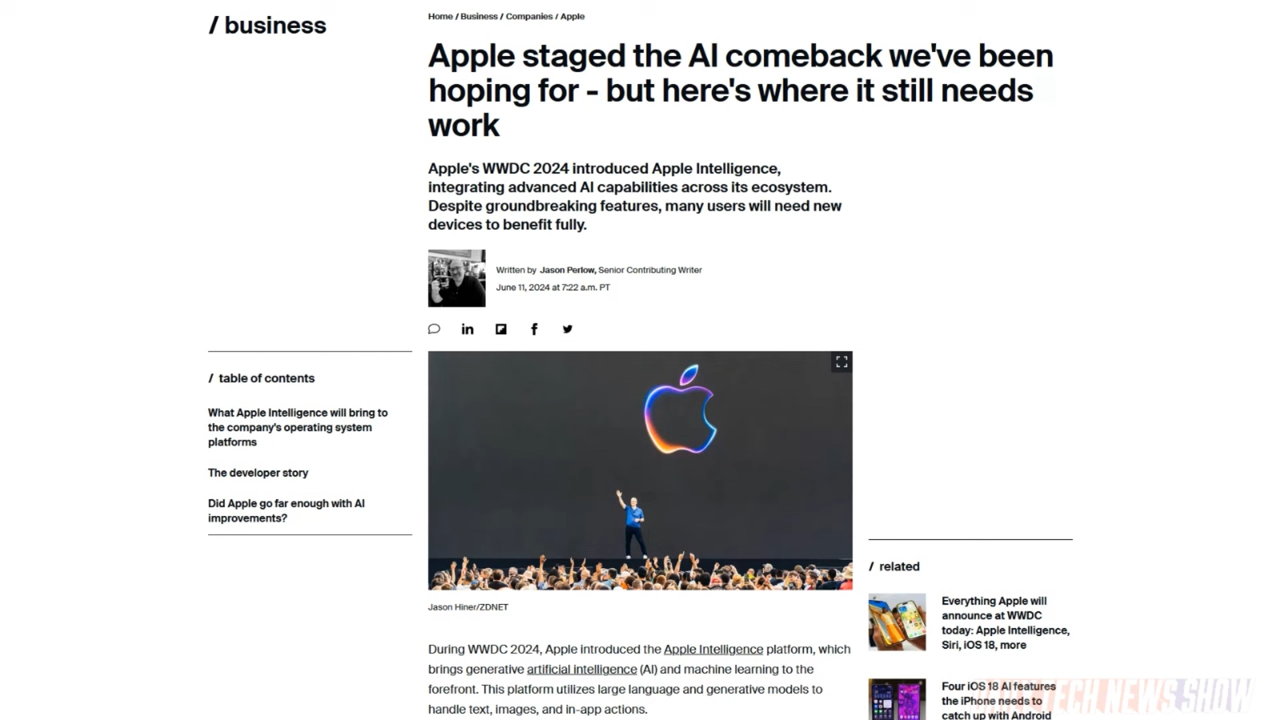 / business
Home / Business / Companies / Apple
Apple staged the AI comeback we've been
hoping for - but here's where it still needs
work
Apple's WWDC 2024 introduced Apple Intelligence,
integrating advanced AI capabilities across its ecosystem.
Despite groundbreaking features, many users will need new
devices to benefit fully.
Written by Jason Perlow, Senior Contributing Writer
June 11, 2024 at 7:22 a.m. PT
/ table of contents
What Apple Intelligence will bring to
the company's operating system
platforms
The developer story
Did Apple go far enough with AI
improvements?
Jason Hiner/ZDNET
During WWDC 2024, Apple introduced the Apple Intelligence platform, which
brings generative artificial intelligence (AI) and machine learning to the
forefront. This platform utilizes large language and generative models to
handle text, images, and in-app actions.
/ related
Everything Apple will
announce at WWDC
today: Apple Intelligence,
Siri, iOS 18, more
Four iOS 18 AI features
the iPhone needs to
catch up with Android
TECH NEWS SHOW